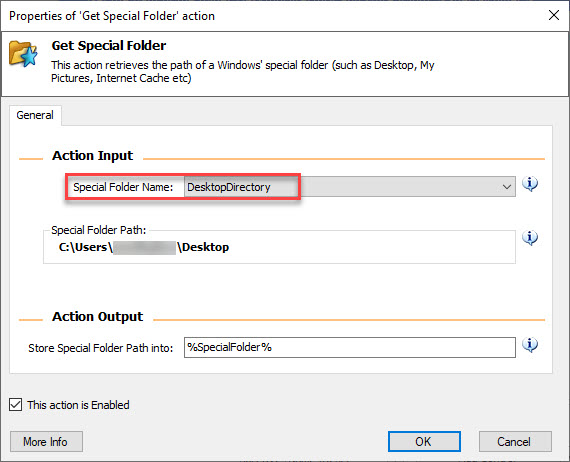 Properties of 'Get Special Folder' action
Get Special Folder
This action retrieves the path of a Windows' special folder (such as Desktop, My
Pictures, Internet Cache etc)
General
Action Input
Special Folder Name: DesktopDirectory
Special Folder Path:
C:\Users\ \Desktop
Action Output
Store Special Folder Path into: %SpecialFolder%
This action is Enabled
More Info OK Cancel